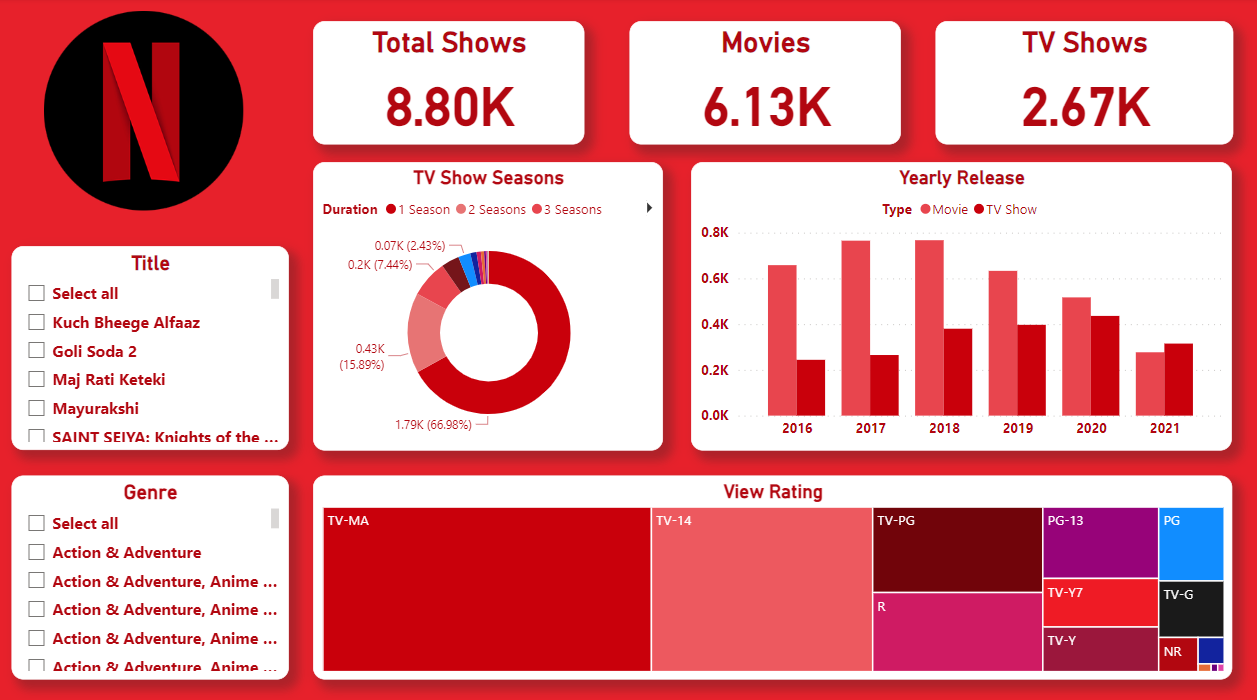 N
Total Shows
8.80K
Movies
6.13K
TV Shows
2.67K
Title
Select all
Kuch Bheege Alfaaz
Goli Soda 2
Maj Rati Keteki
Mayurakshi
SAINT SEIYA: Knights of the ...
Genre
Select all
Action & Adventure
Action & Adventure, Anime ...
Action & Adventure, Anime ...
Action & Adventure, Anime ...
Action & Adventure, Anime ...
TV Show Seasons
Duration 1 Season 2 Seasons 3 Seasons
0.07K (2.43%)
0.2K (7.44%)
0.43K
(15.89%)
1.79K (66.98%)
Yearly Release
Type Movie TV Show
0.8K
0.6K
0.4K
0.2K
0.0K
2016 2017 2018 2019 2020 2021
View Rating
TV-MA
TV-14
TV-PG
R
PG-13
TV-Y7
TV-Y
PG
TV-G
NR